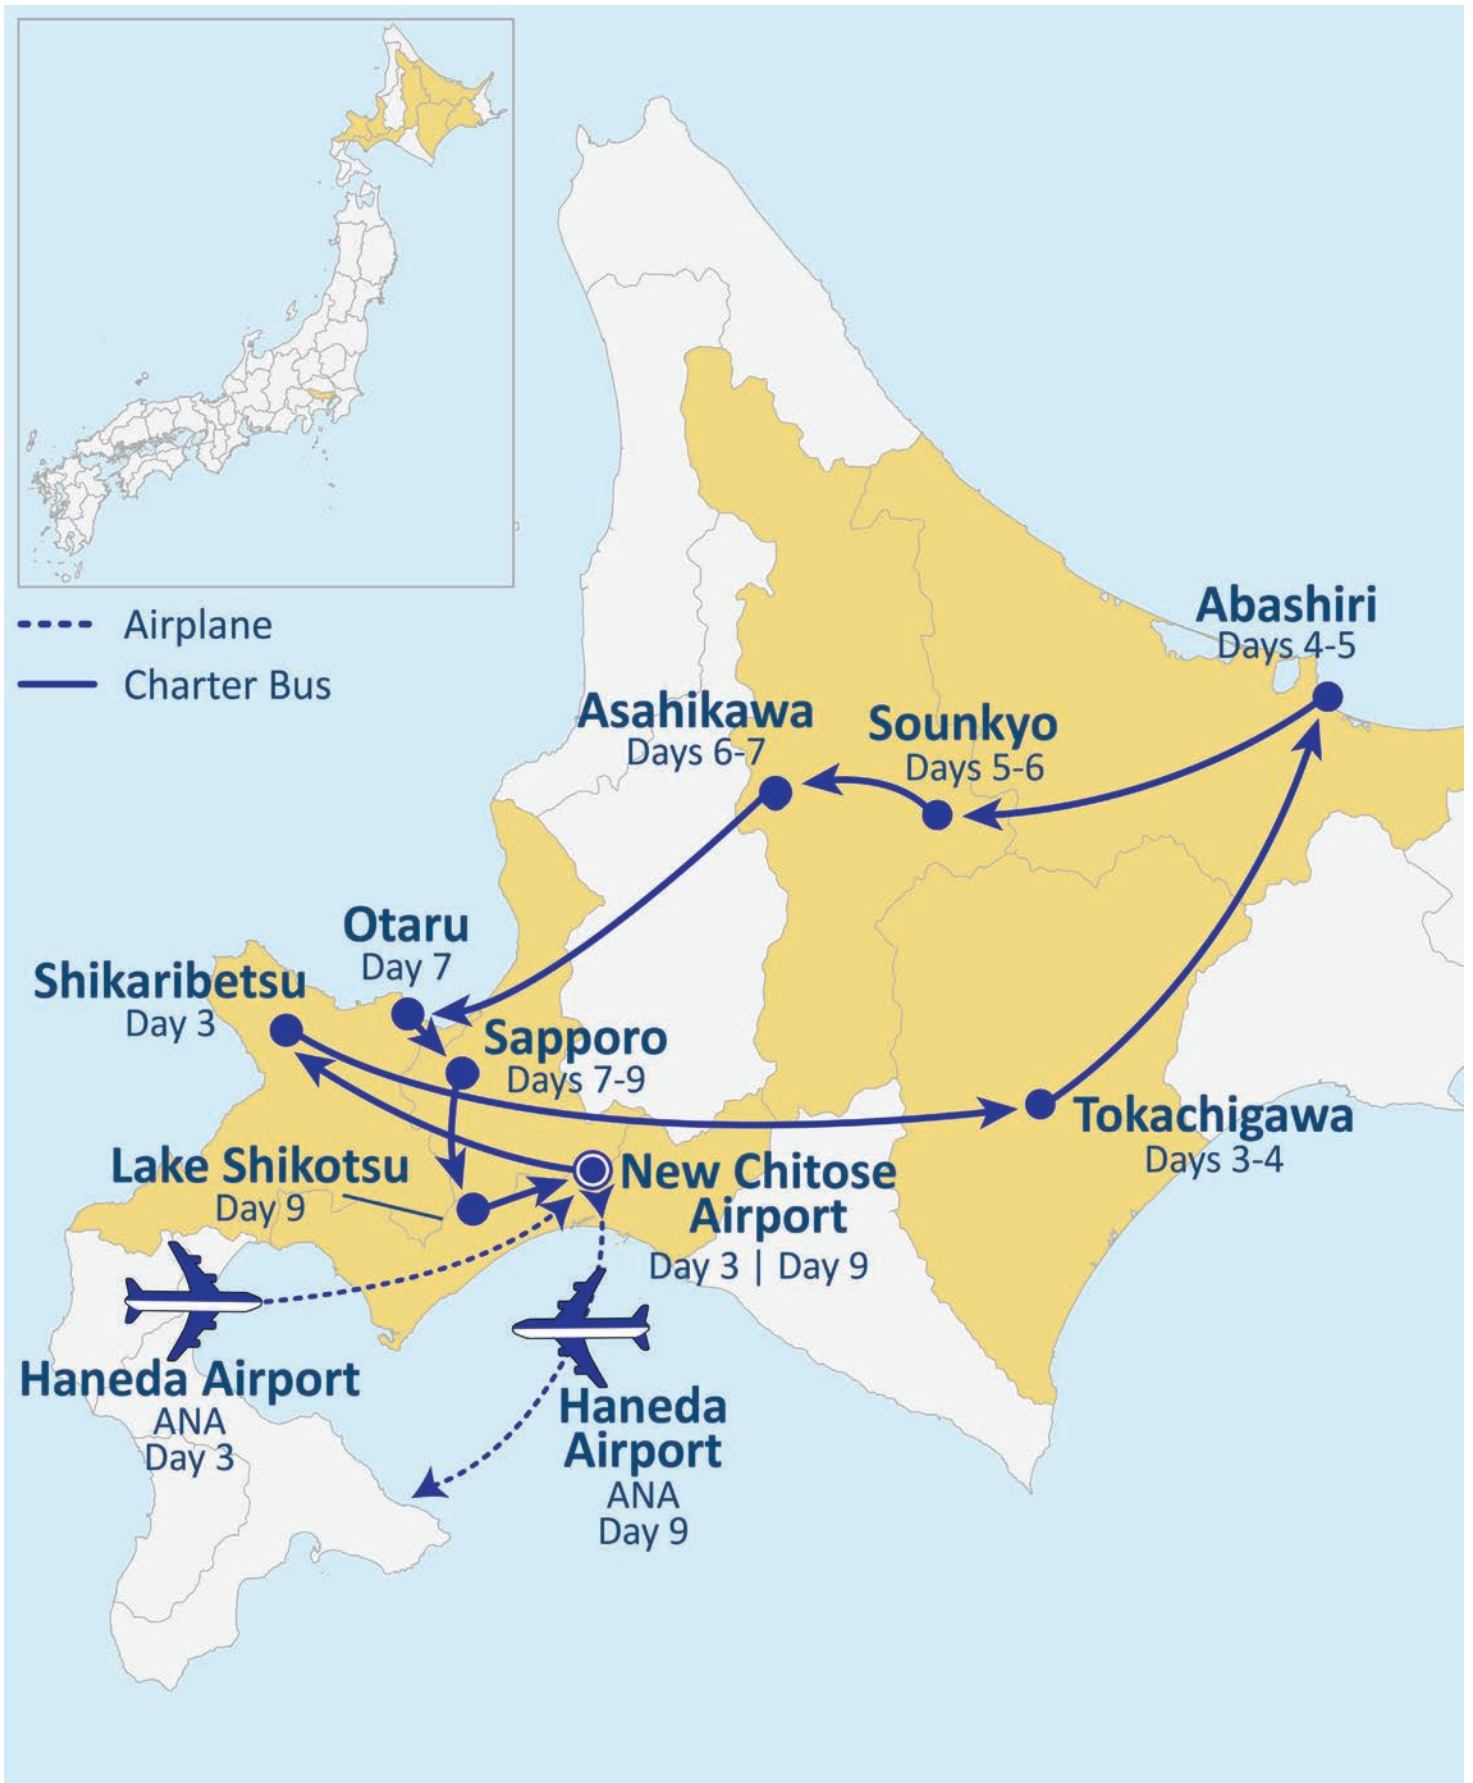 Airplane
Charter Bus
Abashiri
Days 4-5
Asahikawa
Days 6-7
Sounkyo
Days 5-6
Otaru
Day 7
Shikaribetsu
Day 3
Sapporo
Days 7-9
Tokachigawa
Days 3-4
Lake Shikotsu
Day 9
New Chitose
Airport
Day 3 | Day 9
Haneda Airport
ANA
Day 3
Haneda
Airport
ANA
Day 9